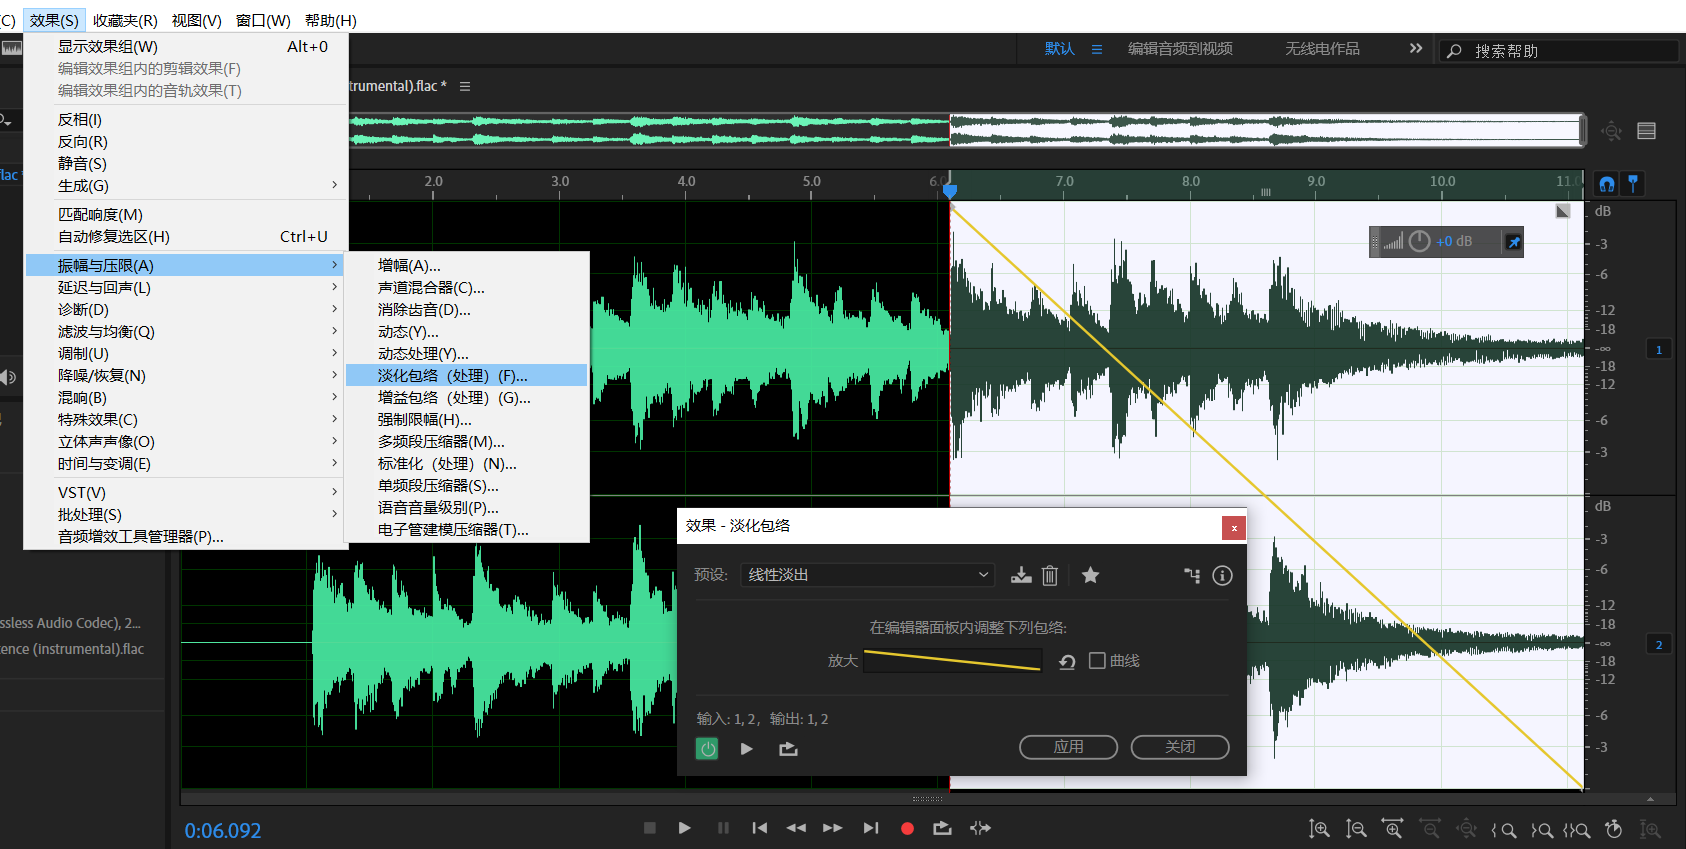 (C) 效果(S) 收藏夹(R) 视图(V) 窗口(W) 帮助(H)
显示效果组(W) Alt+0
编辑效果组内的剪辑效果(F)
编辑效果组内的音轨效果(T)
反相(I)
反向(R)
静音(S)
生成(G)
匹配响度(M)
自动修复选区(H) Ctrl+U
振幅与压限(A)
延迟与回声(L)
诊断(D)
滤波与均衡(Q)
调制(U)
降噪/恢复(N)
混响(B)
特殊效果(C)
立体声声像(O)
时间与变调(E)
VST(V)
批处理(S)
音频增效工具管理器(P)...
增幅(A)...
声道混合器(C)...
消除齿音(D)...
动态(Y)...
动态处理(Y)...
淡化包络（处理）(F)...
增益包络（处理）(G)...
强制限幅(H)...
多频段压缩器(M)...
标准化（处理）(N)...
单频段压缩器(S)...
语音音量级别(P)...
电子管建模压缩器(T)...
默认 编辑音频到视频 无线电作品 搜索帮助
trumental).flac *
flac
2.0 3.0 4.0 5.0 6.0 7.0 8.0 9.0 10.0 11.0
+0 dB
dB
-3
-6
-12
-18
-∞
-18
-12
-6
-3
1
dB
-3
-6
-12
-18
-∞
-18
-12
-6
-3
2
ssless Audio Codec), 2...
ence (instrumental).flac
效果 - 淡化包络
预设: 线性淡出
在编辑器面板内调整下列包络:
放大 曲线
输入: 1, 2, 输出: 1, 2
应用 关闭
0:06.092